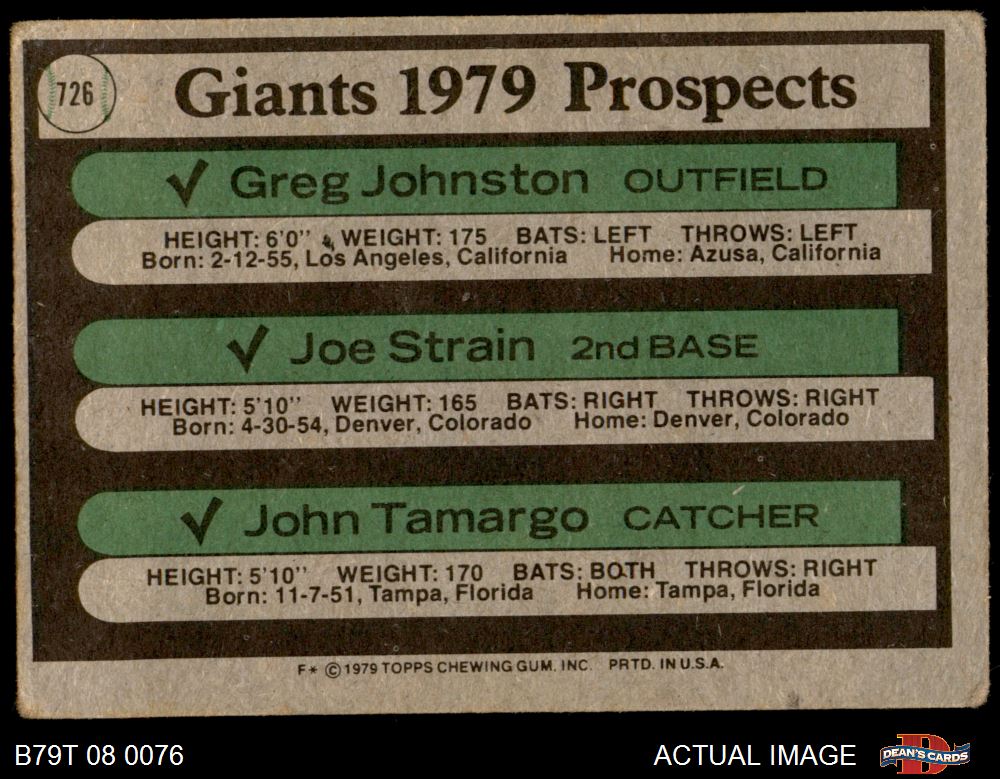 726
Giants 1979 Prospects
✓ Greg Johnston OUTFIELD
HEIGHT: 6'0" WEIGHT: 175 BATS: LEFT THROWS: LEFT
Born: 2-12-55, Los Angeles, California Home: Azusa, California
✓ Joe Strain 2nd BASE
HEIGHT: 5'10" WEIGHT: 165 BATS: RIGHT THROWS: RIGHT
Born: 4-30-54, Denver, Colorado Home: Denver, Colorado
✓ John Tamargo CATCHER
HEIGHT: 5'10" WEIGHT: 170 BATS: BOTH THROWS: RIGHT
Born: 11-7-51, Tampa, Florida Home: Tampa, Florida
F* © 1979 TOPPS CHEWING GUM, INC. PRTD. IN U.S.A.
B79T 08 0076
ACTUAL IMAGE
D
DEAN'S CARDS